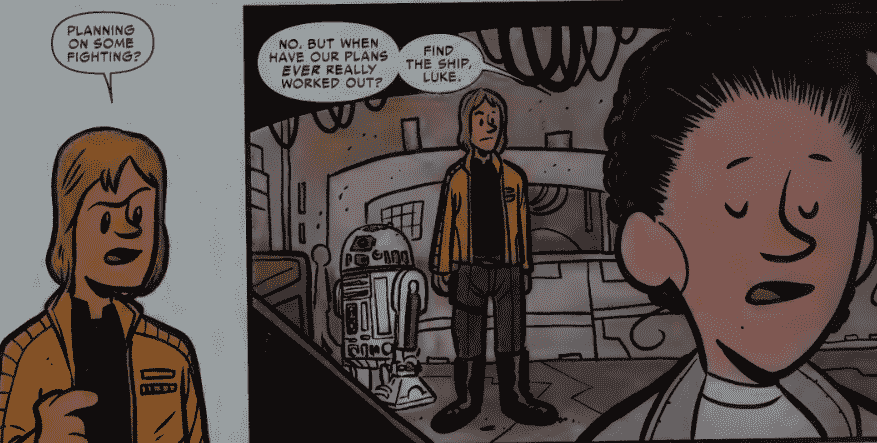 PLANNING
ON SOME
FIGHTING?
NO. BUT WHEN
HAVE OUR PLANS
EVER REALLY
WORKED OUT?
FIND
THE SHIP,
LUKE.